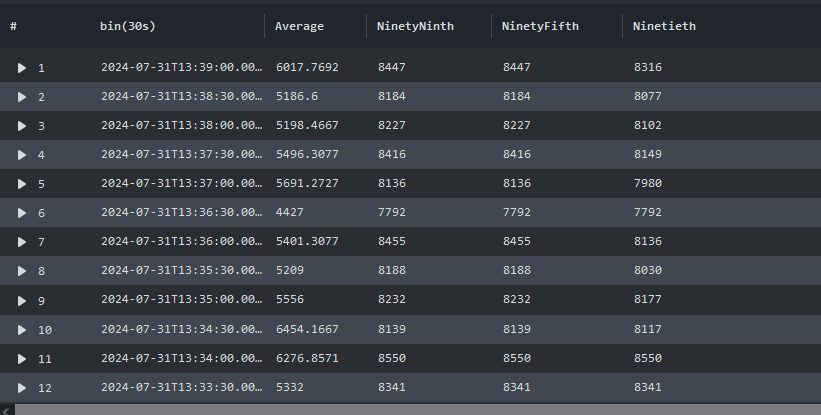 # bin(30s) Average NinetyNinth NinetyFifth Ninetieth
1 2024-07-31T13:39:00.00… 6017.7692 8447 8447 8316
2 2024-07-31T13:38:30.00… 5186.6 8184 8184 8077
3 2024-07-31T13:38:00.00… 5198.4667 8227 8227 8102
4 2024-07-31T13:37:30.00… 5496.3077 8416 8416 8149
5 2024-07-31T13:37:00.00… 5691.2727 8136 8136 7980
6 2024-07-31T13:36:30.00… 4427 7792 7792 7792
7 2024-07-31T13:36:00.00… 5401.3077 8455 8455 8136
8 2024-07-31T13:35:30.00… 5209 8188 8188 8030
9 2024-07-31T13:35:00.00… 5556 8232 8232 8177
10 2024-07-31T13:34:30.00… 6454.1667 8139 8139 8117
11 2024-07-31T13:34:00.00… 6276.8571 8550 8550 8550
12 2024-07-31T13:33:30.00… 5332 8341 8341 8341